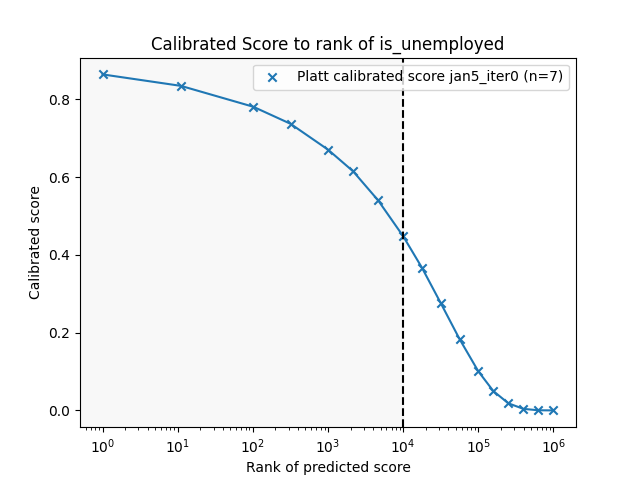 Calibrated Score to rank of is_unemployed
Platt calibrated score jan5_iter0 (n=7)
0.8
0.6
0.4
0.2
0.0
Calibrated score
10⁰ 10¹ 10² 10³ 10⁴ 10⁵ 10⁶
Rank of predicted score